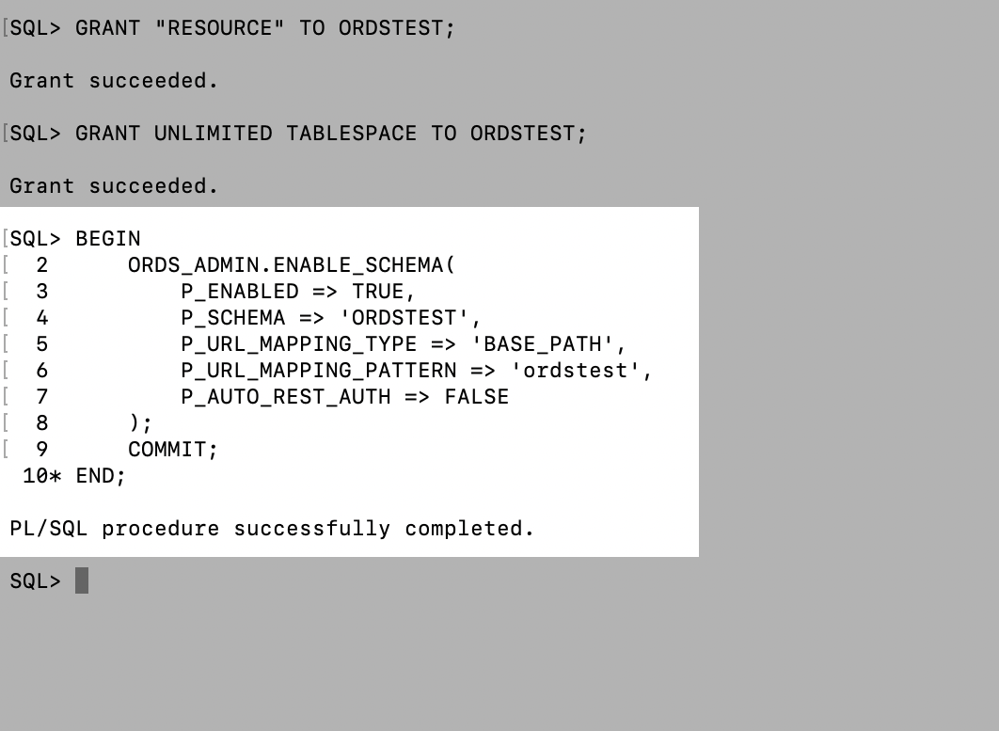 [SQL> GRANT "RESOURCE" TO ORDSTEST;
Grant succeeded.
[SQL> GRANT UNLIMITED TABLESPACE TO ORDSTEST;
Grant succeeded.
[SQL> BEGIN
[  2      ORDS_ADMIN.ENABLE_SCHEMA(
[  3          P_ENABLED => TRUE,
[  4          P_SCHEMA => 'ORDSTEST',
[  5          P_URL_MAPPING_TYPE => 'BASE_PATH',
[  6          P_URL_MAPPING_PATTERN => 'ordstest',
[  7          P_AUTO_REST_AUTH => FALSE
[  8      );
[  9      COMMIT;
 10* END;
PL/SQL procedure successfully completed.
SQL>